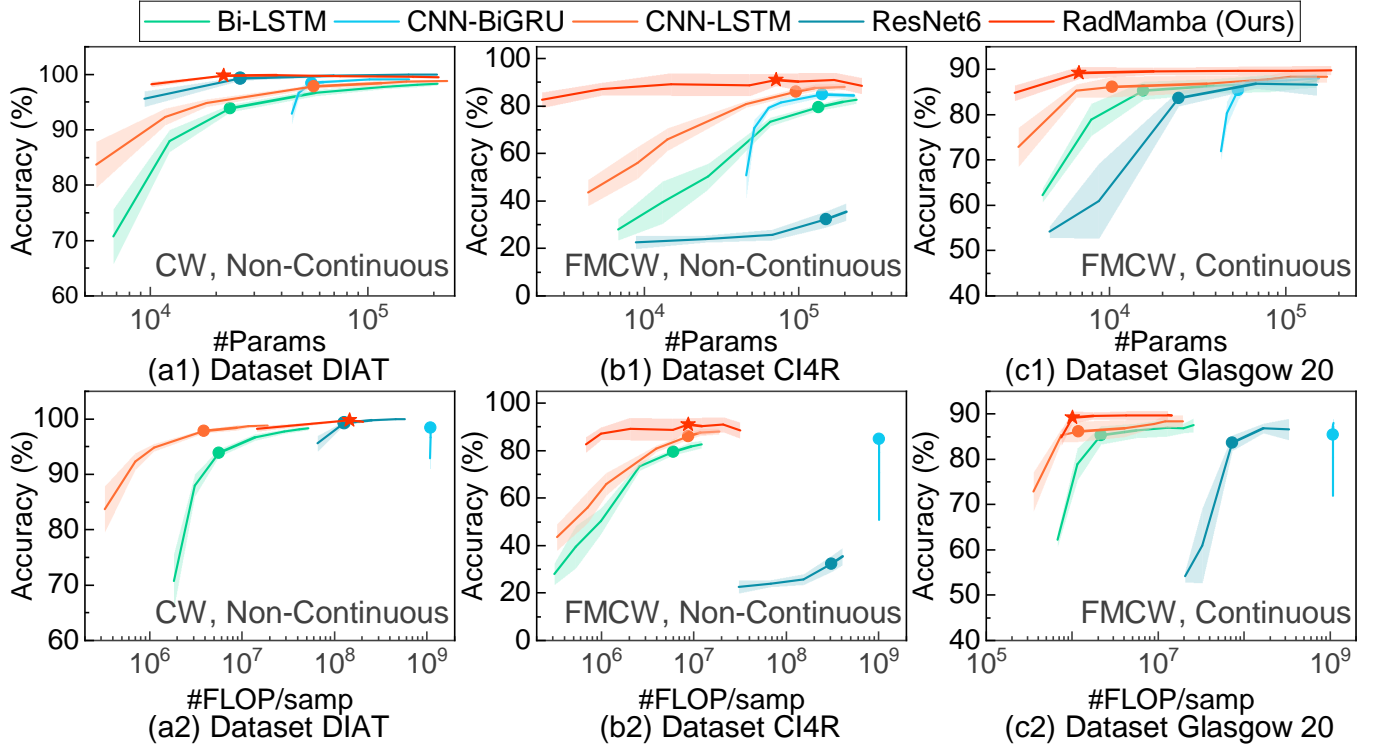 Bi-LSTM CNN-BiGRU CNN-LSTM ResNet6 RadMamba (Ours)
Accuracy (%)
100
90
80
70
60
CW, Non-Continuous
10^4 10^5
#Params
(a1) Dataset DIAT
Accuracy (%)
100
80
60
40
20
0
FMCW, Non-Continuous
10^4 10^5
#Params
(b1) Dataset CI4R
Accuracy (%)
90
80
70
60
50
40
FMCW, Continuous
10^4 10^5
#Params
(c1) Dataset Glasgow 20
Accuracy (%)
100
90
80
70
60
CW, Non-Continuous
10^6 10^7 10^8 10^9
#FLOP/samp
(a2) Dataset DIAT
Accuracy (%)
100
80
60
40
20
0
FMCW, Non-Continuous
10^6 10^7 10^8 10^9
#FLOP/samp
(b2) Dataset CI4R
Accuracy (%)
90
80
70
60
50
40
FMCW, Continuous
10^5 10^7 10^9
#FLOP/samp
(c2) Dataset Glasgow 20